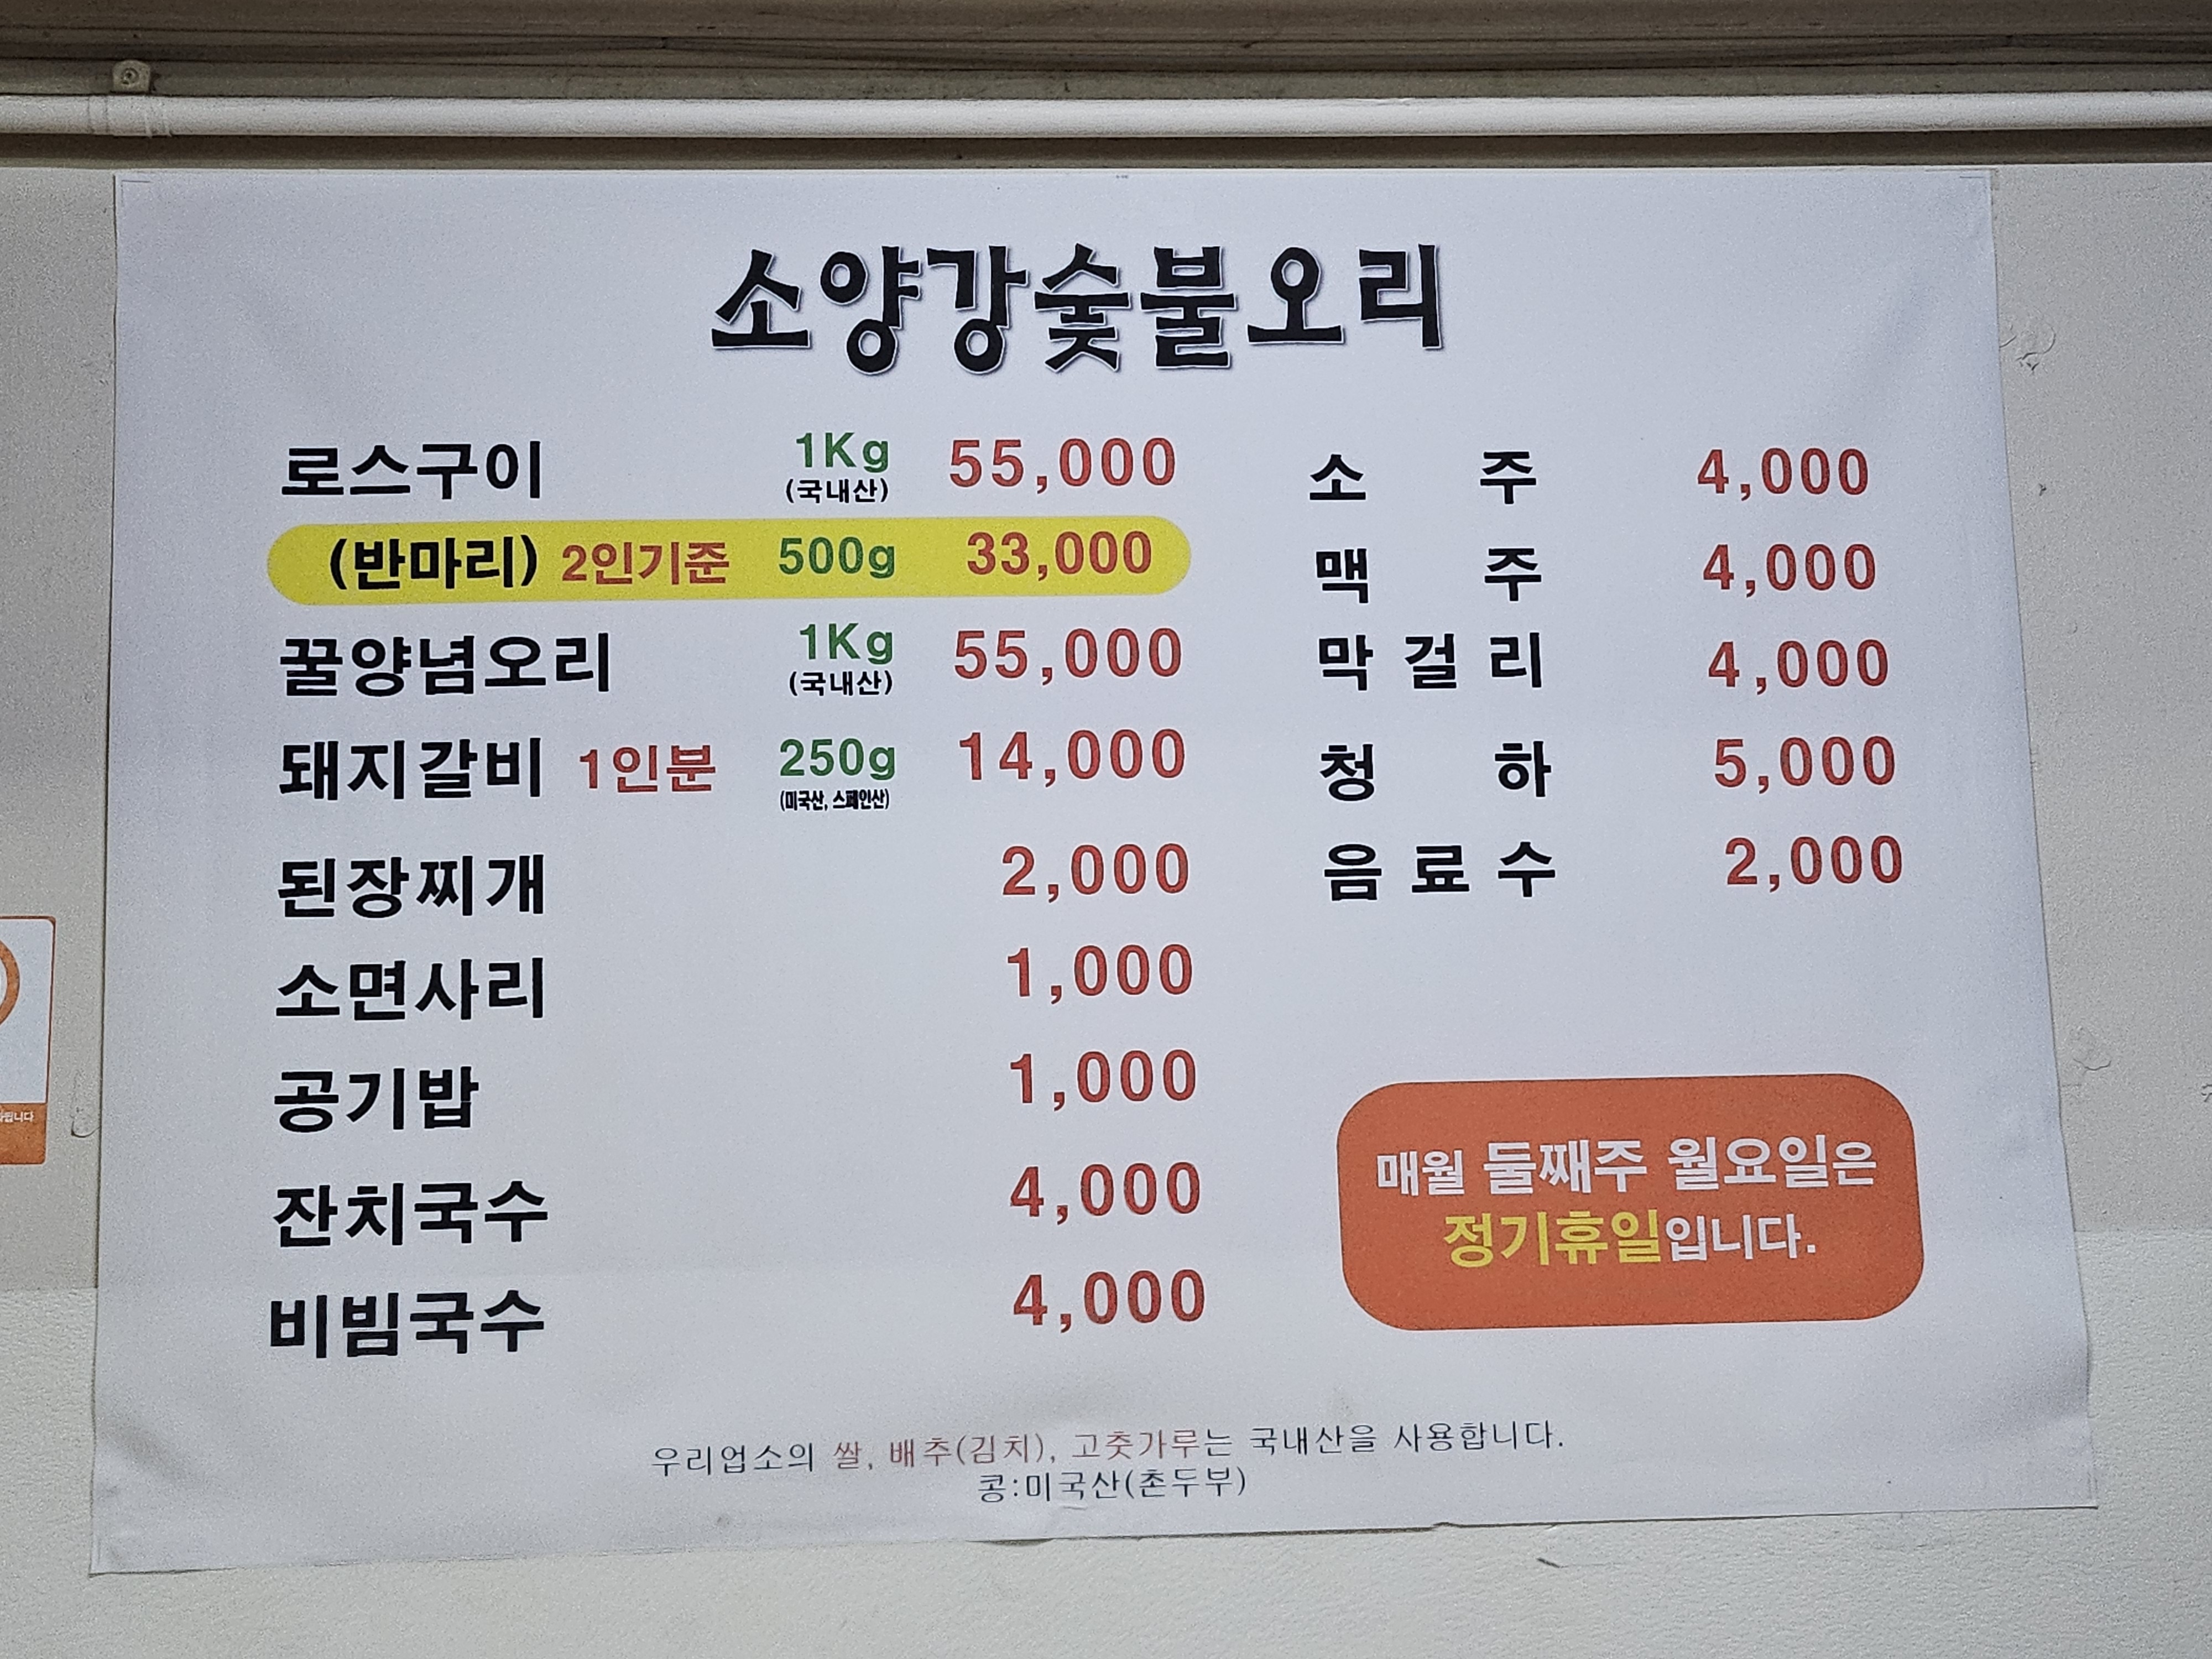 소양강숯불오리
로스구이 1Kg 55,000
(국내산)
(반마리) 2인기준 500g 33,000
꿀양념오리 1Kg 55,000
(국내산)
돼지갈비 1인분 250g 14,000
(미국산, 스페인산)
된장찌개 2,000
소면사리 1,000
공기밥 1,000
잔치국수 4,000
비빔국수 4,000
소주 4,000
맥주 4,000
막걸리 4,000
청하 5,000
음료수 2,000
매월 둘째주 월요일은
정기휴일입니다.
우리업소의 쌀, 배추(김치), 고춧가루는 국내산을 사용합니다.
콩:미국산(촌두부)